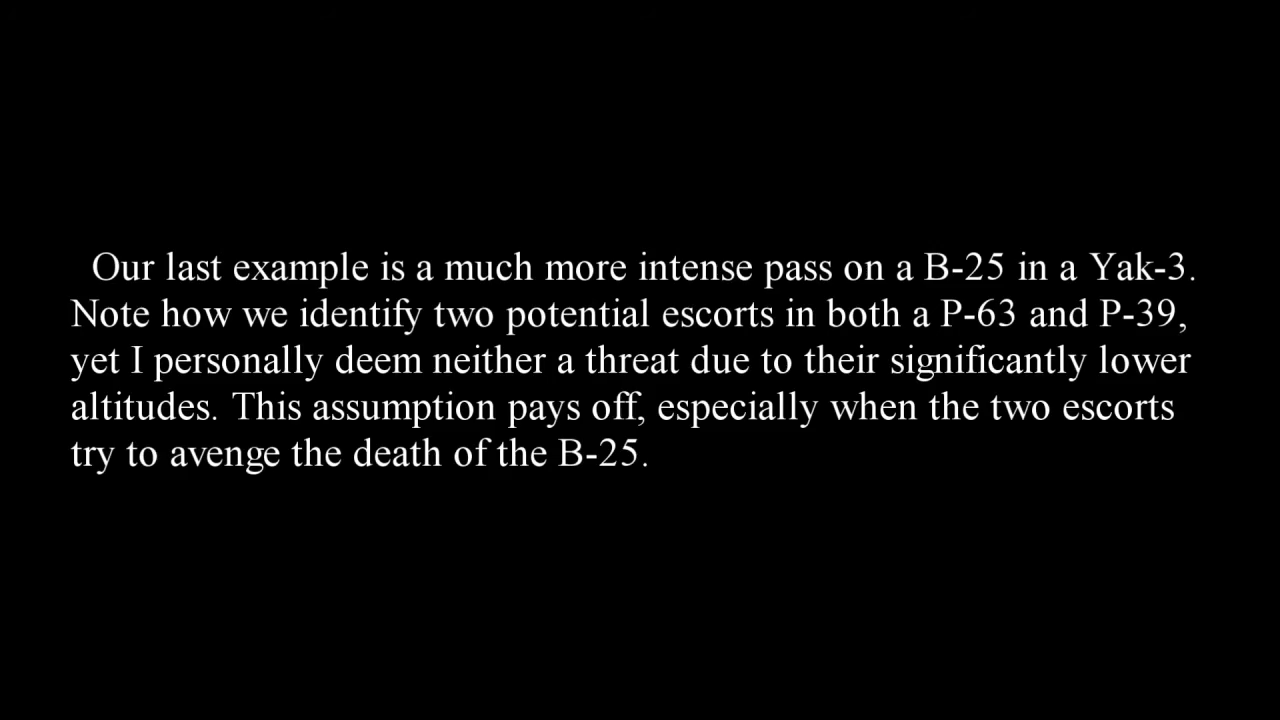 Our last example is a much more intense pass on a B-25 in a Yak-3.
Note how we identify two potential escorts in both a P-63 and P-39,
yet I personally deem neither a threat due to their significantly lower
altitudes. This assumption pays off, especially when the two escorts
try to avenge the death of the B-25.